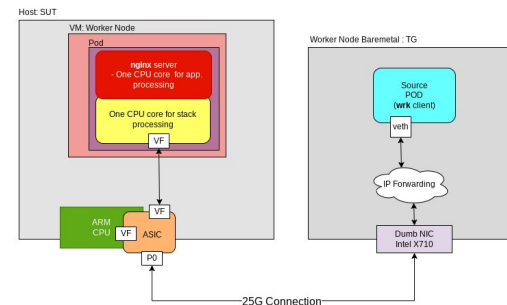 Host: SUT
VM: Worker Node
Pod
nginx server
- One CPU core for app.
processing
One CPU core for stack
processing
VF
VF
ARM
CPU
VF
ASIC
P0
Worker Node Baremetal : TG
Source
POD
(wrk client)
veth
IP Forwarding
Dumb NIC
Intel X710
25G Connection